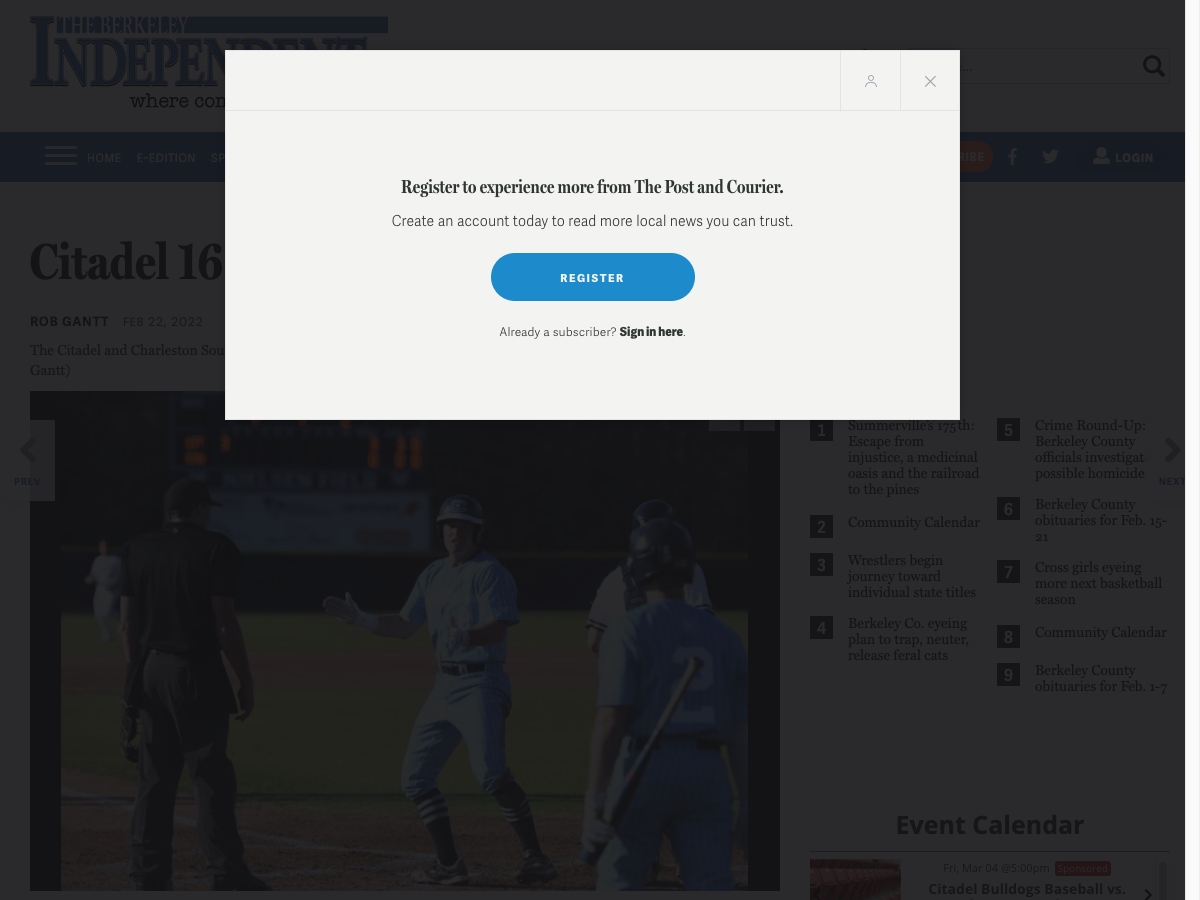 THE BERKELEY
INDEPENDENT
where con
HOME E-EDITION SP
RIBE
LOGIN
Register to experience more from The Post and Courier.
Create an account today to read more local news you can trust.
REGISTER
Already a subscriber? Sign in here.
Citadel 16
ROB GANTT FEB 22, 2022
The Citadel and Charleston Sou
Gantt)
PREV
NIELSEN FIELD
2
1 Summerville's 175th:
Escape from
injustice, a medicinal
oasis and the railroad
to the pines
2 Community Calendar
3 Wrestlers begin
journey toward
individual state titles
4 Berkeley Co. eyeing
plan to trap, neuter,
release feral cats
5 Crime Round-Up:
Berkeley County
officials investigat
possible homicide
6 Berkeley County
obituaries for Feb. 15-
21
7 Cross girls eyeing
more next basketball
season
8 Community Calendar
9 Berkeley County
obituaries for Feb. 1-7
NEXT
Event Calendar
Fri, Mar 04 @5:00pm Sponsored
Citadel Bulldogs Baseball vs.